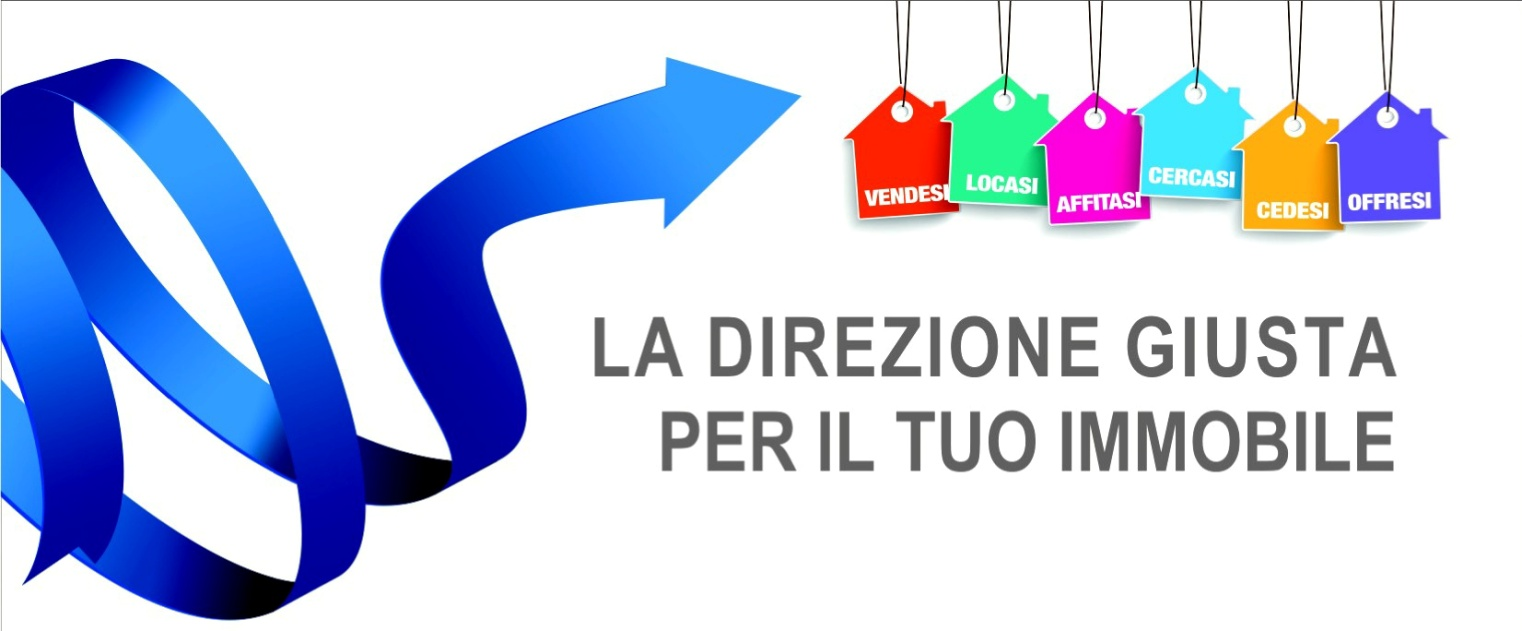 VENDESI
LOCASI
AFFITASI
CERCASI
CEDESI
OFFRESI
LA DIREZIONE GIUSTA
PER IL TUO IMMOBILE